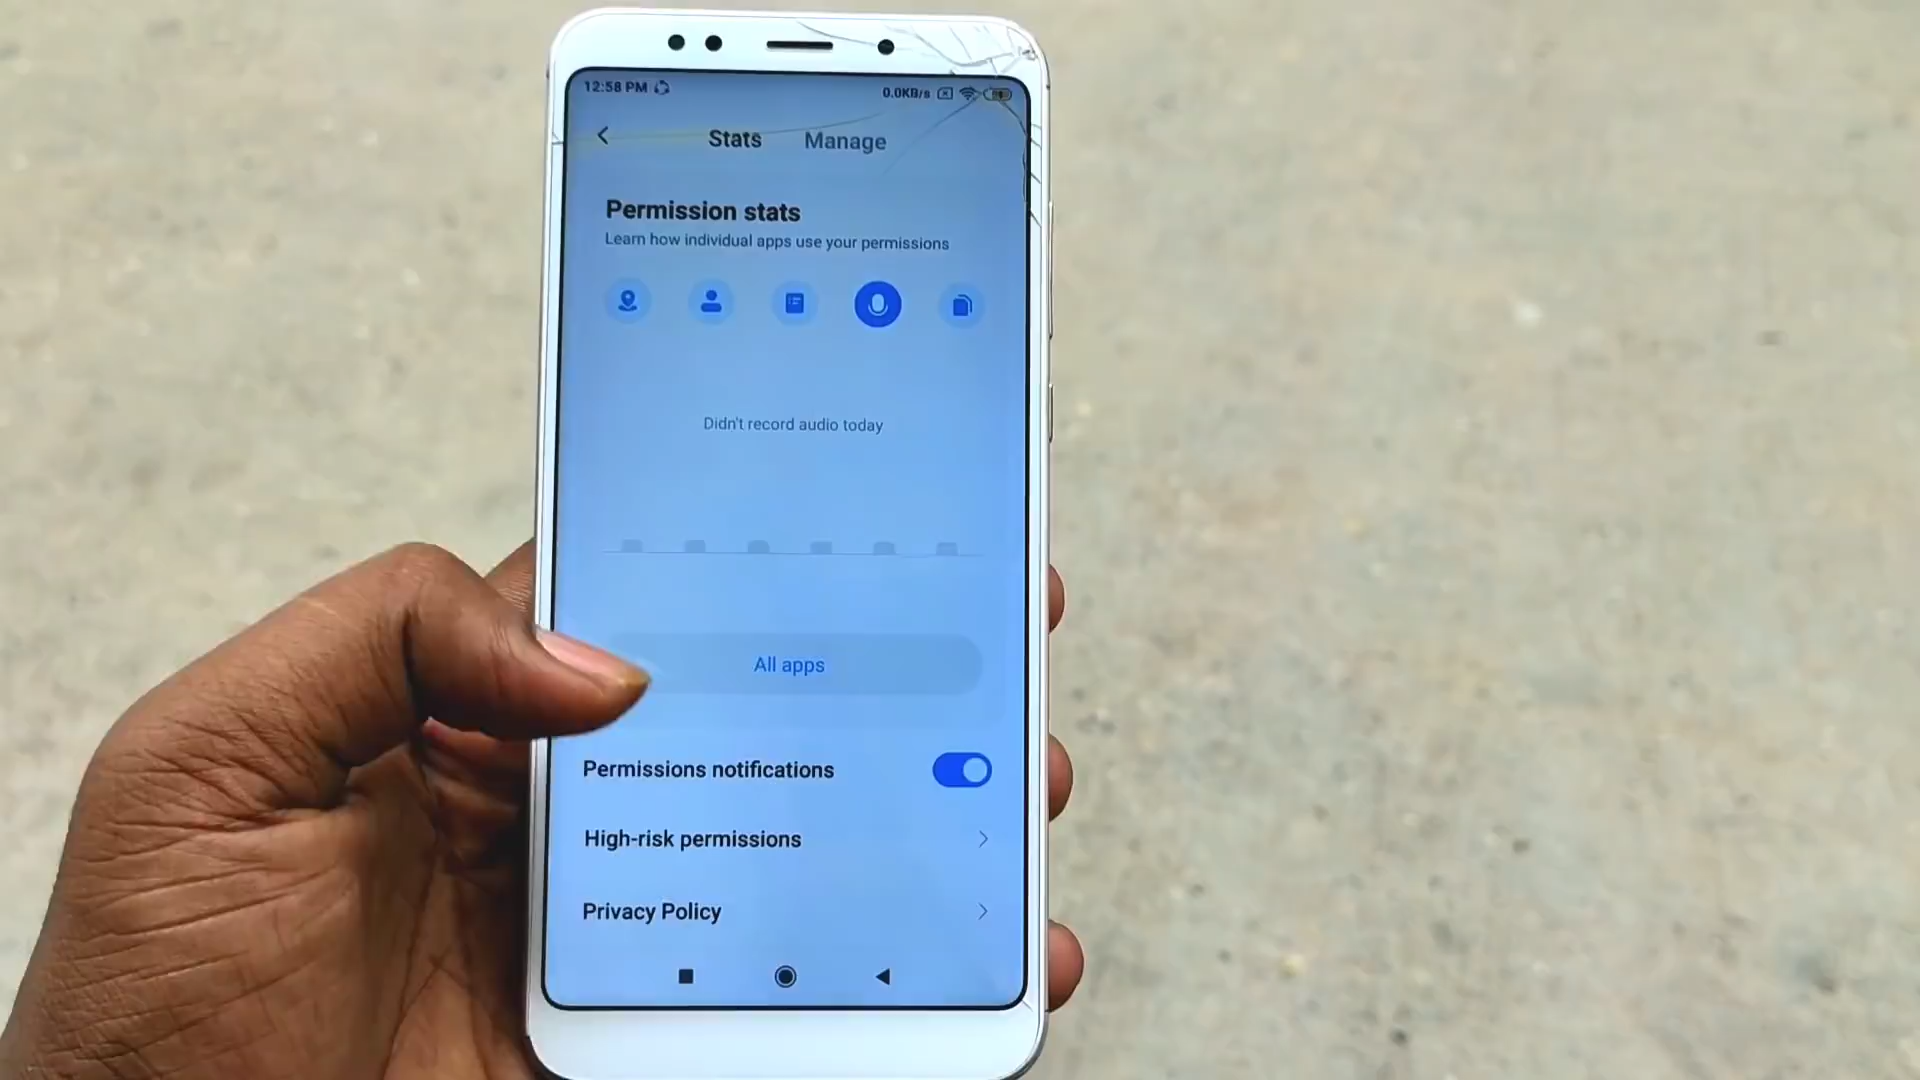 12:58 PM
0.0KB/s
Stats Manage
Permission stats
Learn how individual apps use your permissions
Didn't record audio today
All apps
Permissions notifications
High-risk permissions
Privacy Policy